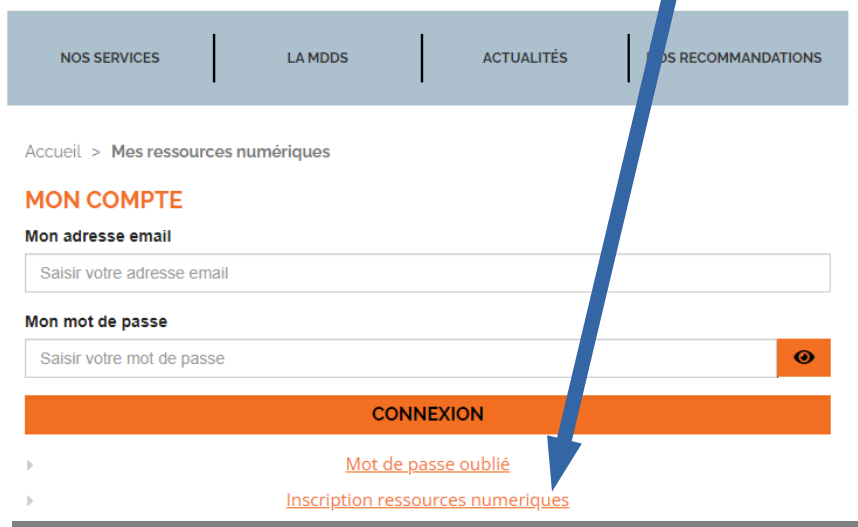 NOS SERVICES LA MDDS ACTUALITÉS RECOMMANDATIONS
Accueil > Mes ressources numériques
MON COMPTE
Mon adresse email
Saisir votre adresse email
Mon mot de passe
Saisir votre mot de passe
CONNEXION
Mot de passe oublié
Inscription ressources numeriques